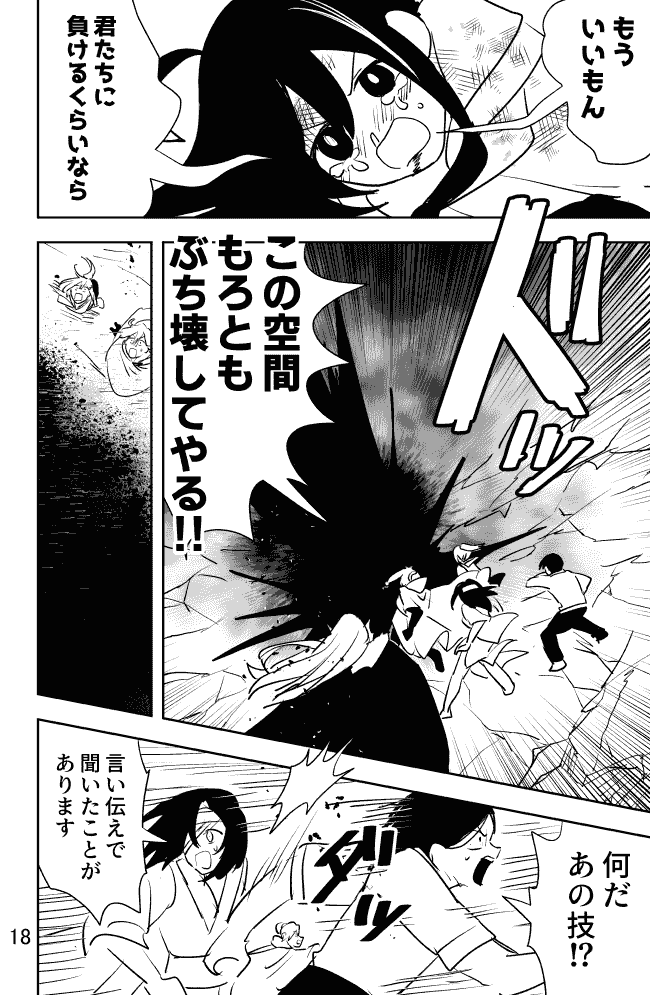 もう
いいもん
君たちに
負けるくらいなら
この空間
もろとも
ぶち壊してやる!!
ドッ
何だ
あの技!?
言い伝えで
聞いたことが
あります
18